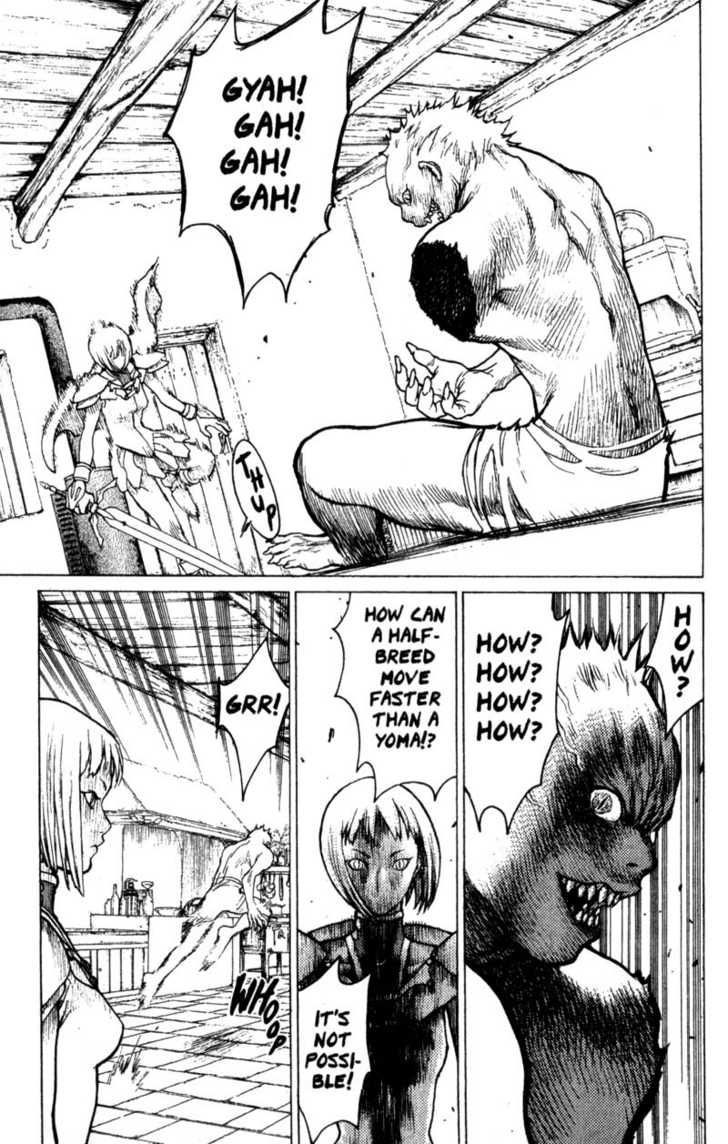 GYAH!
GAH!
GAH!
GAH!
THUP
HOW?
HOW?
HOW?
HOW?
HOW?
HOW CAN
A HALF-
BREED
MOVE
FASTER
THAN A
YOMA!?
IT'S
NOT
POSSI-
BLE!
GRR!
WHOOP